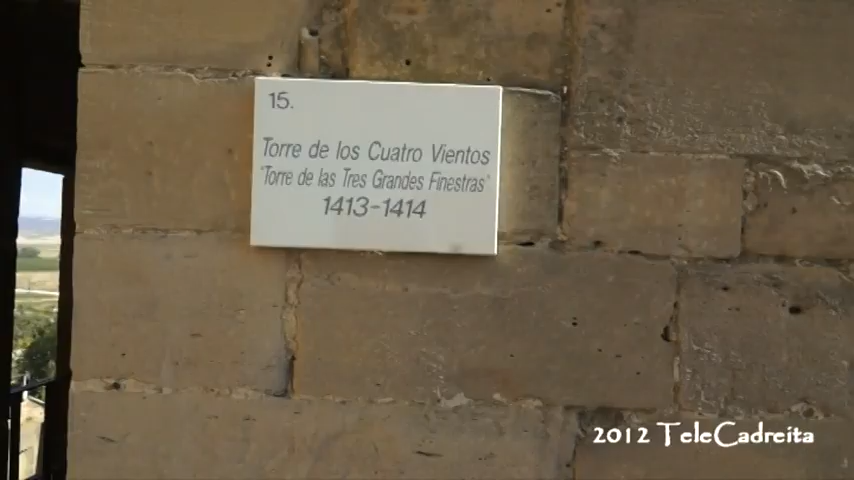 15.
Torre de los Cuatro Vientos
"Torre de las Tres Grandes Finestras"
1413-1414
2012 TeleCadreita